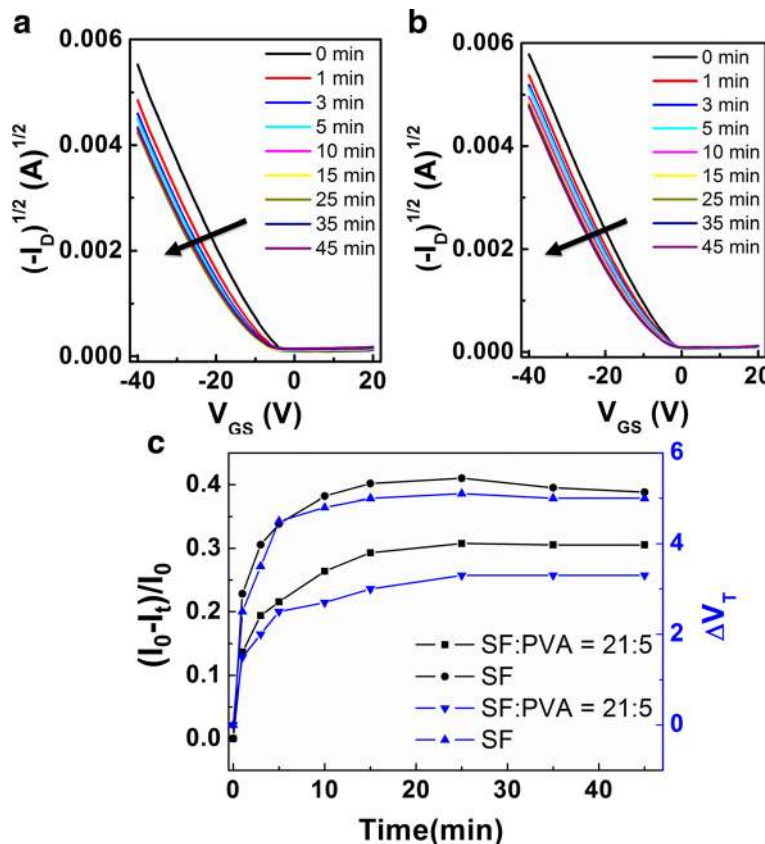 a
0.006
0.004
0.002
0.000
(-I_D)^1/2 (A)^1/2
0 min
1 min
3 min
5 min
10 min
15 min
25 min
35 min
45 min
-40
-20
0
20
V_GS (V)
b
0.006
0.004
0.002
0.000
(-I_D)^1/2 (A)^1/2
0 min
1 min
3 min
5 min
10 min
15 min
25 min
35 min
45 min
-40
-20
0
20
V_GS (V)
c
0.4
0.3
0.2
0.1
0.0
(I_0-I_t)/I_0
SF:PVA = 21:5
SF
SF:PVA = 21:5
SF
6
4
2
0
ΔV_T
0
10
20
30
40
Time(min)